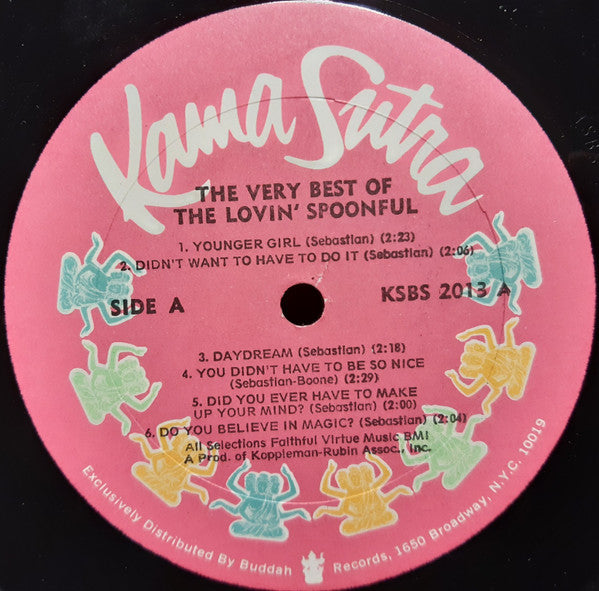 Kama Sutra
THE VERY BEST OF
THE LOVIN' SPOONFUL
1. YOUNGER GIRL (Sebastian) (2:23)
2. DIDN'T WANT TO HAVE TO DO IT (Sebastian) (2:06)
SIDE A
KSBS 2013 A
3. DAYDREAM (Sebastian) (2:18)
4. YOU DIDN'T HAVE TO BE SO NICE
(Sebastian-Boone) (2:29)
5. DID YOU EVER HAVE TO MAKE
UP YOUR MIND? (Sebastian) (2:00)
6. DO YOU BELIEVE IN MAGIC? (Sebastian) (2:04)
All Selections Faithful Virtue Music BMI
A Prod. of Koppleman-Rubin Assoc., Inc.
Exclusively Distributed By Buddah Records, 1650 Broadway, N.Y.C. 10019